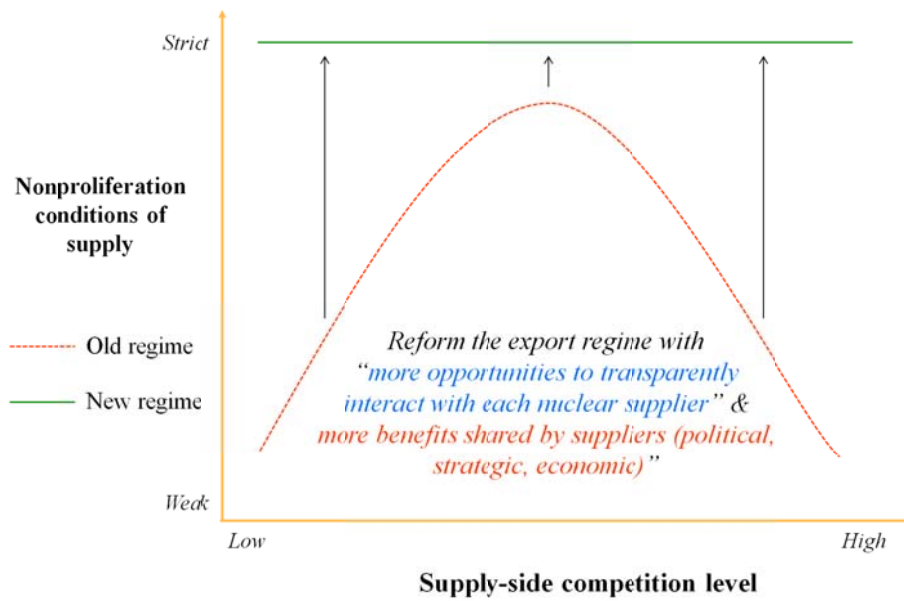 Strict
Nonproliferation
conditions of
supply
Old regime
New regime
Reform the export regime with
“more opportunities to transparently
interact with each nuclear supplier” &
more benefits shared by suppliers (political,
strategic, economic)”
Weak
Low
High
Supply-side competition level